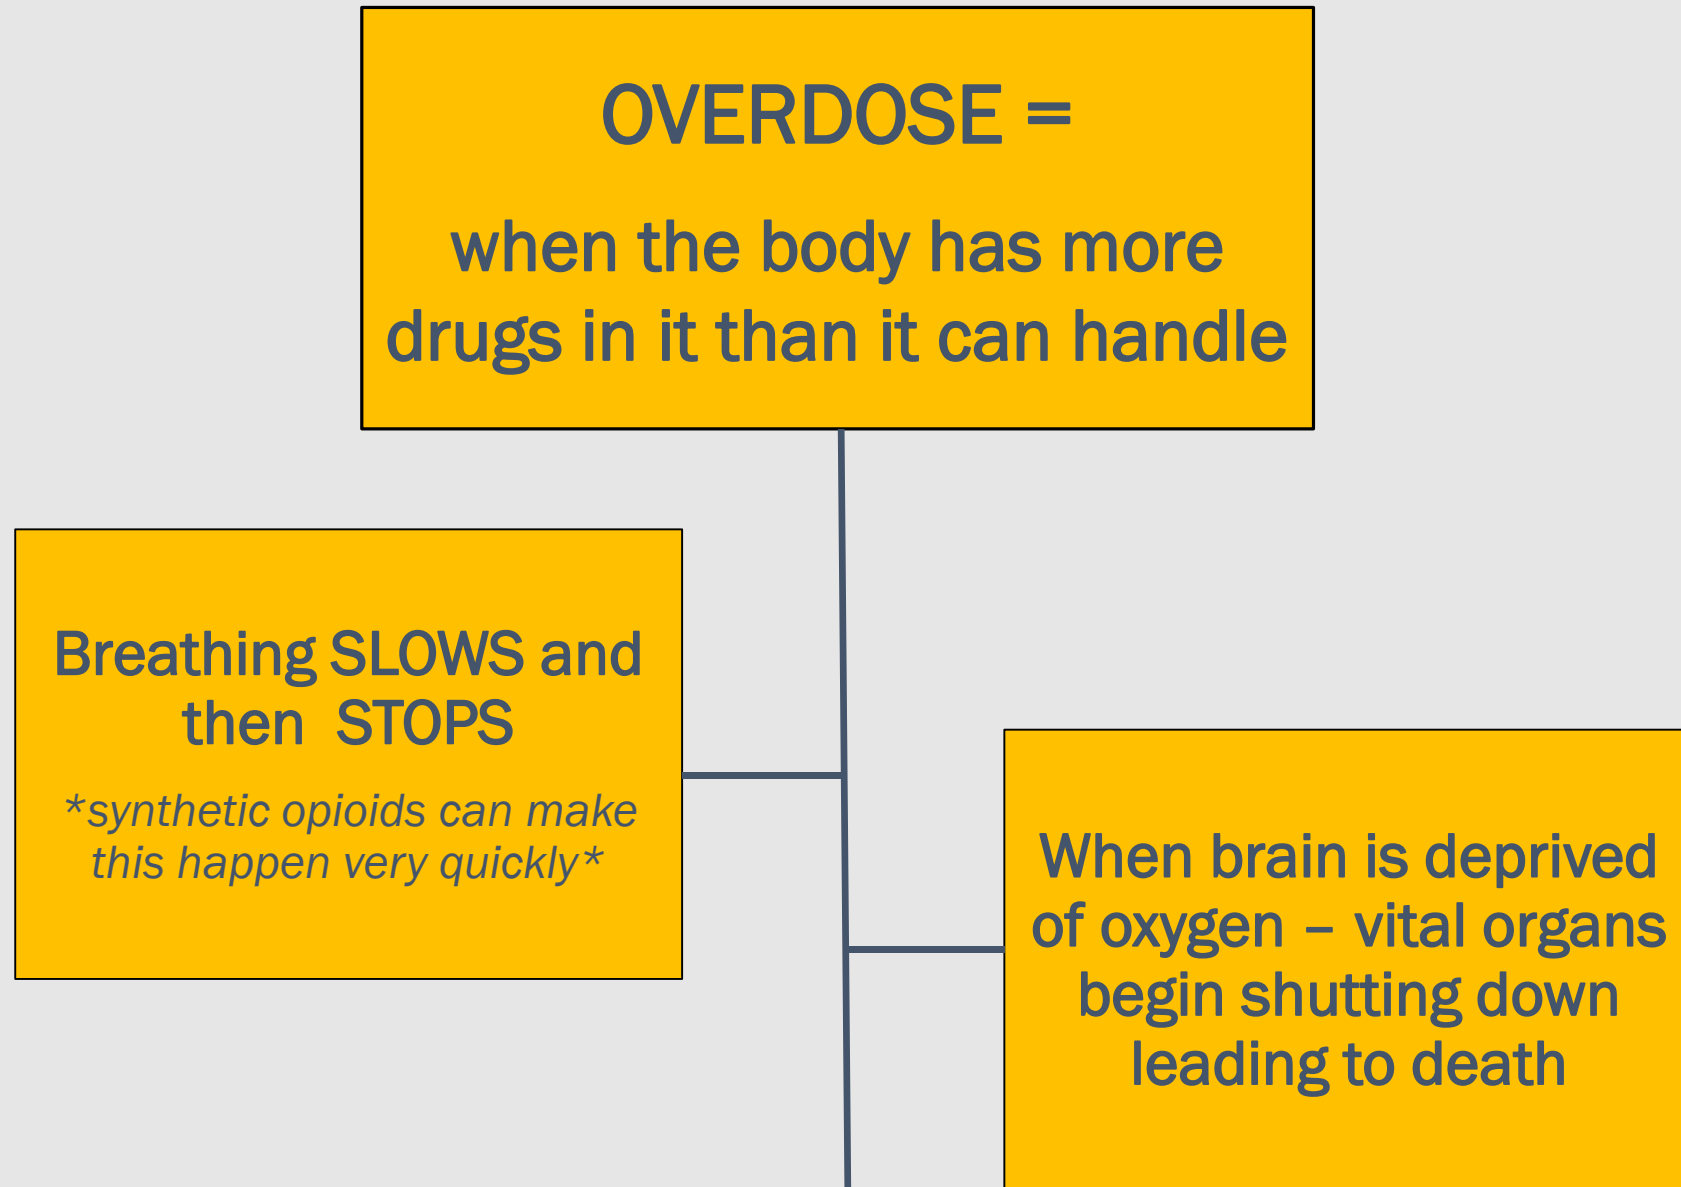 OVERDOSE =
when the body has more
drugs in it than it can handle
Breathing SLOWS and
then  STOPS
*synthetic opioids can make
this happen very quickly*
When brain is deprived
of oxygen – vital organs
begin shutting down
leading to death